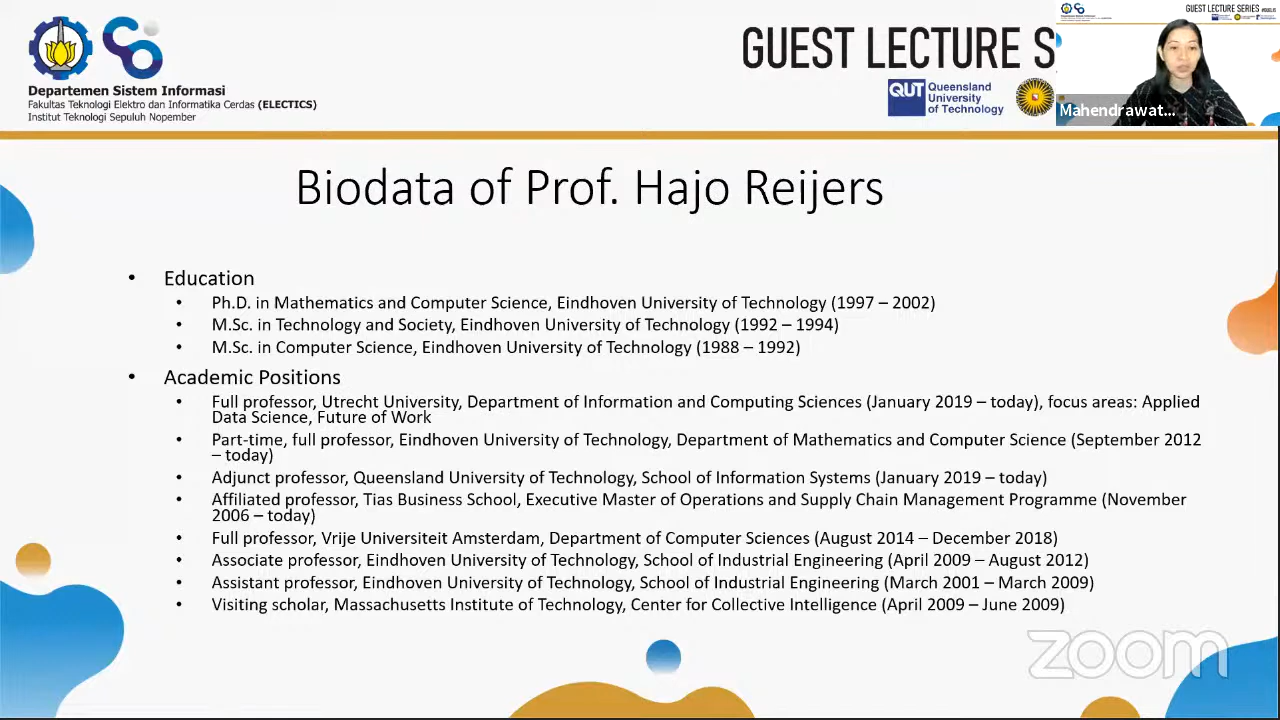 Departemen Sistem Informasi
Fakultas Teknologi Elektro dan Informatika Cerdas (ELECTICS)
Institut Teknologi Sepuluh Nopember
GUEST LECTURE S
QUT Queensland
University
of Technology
GUEST LECTURE SERIES
Mahendrawat...
Biodata of Prof. Hajo Reijers
• Education
• Ph.D. in Mathematics and Computer Science, Eindhoven University of Technology (1997 – 2002)
• M.Sc. in Technology and Society, Eindhoven University of Technology (1992 – 1994)
• M.Sc. in Computer Science, Eindhoven University of Technology (1988 – 1992)
• Academic Positions
• Full professor, Utrecht University, Department of Information and Computing Sciences (January 2019 – today), focus areas: Applied
Data Science, Future of Work
• Part-time, full professor, Eindhoven University of Technology, Department of Mathematics and Computer Science (September 2012
– today)
• Adjunct professor, Queensland University of Technology, School of Information Systems (January 2019 – today)
• Affiliated professor, Tias Business School, Executive Master of Operations and Supply Chain Management Programme (November
2006 – today)
• Full professor, Vrije Universiteit Amsterdam, Department of Computer Sciences (August 2014 – December 2018)
• Associate professor, Eindhoven University of Technology, School of Industrial Engineering (April 2009 – August 2012)
• Assistant professor, Eindhoven University of Technology, School of Industrial Engineering (March 2001 – March 2009)
• Visiting scholar, Massachusetts Institute of Technology, Center for Collective Intelligence (April 2009 – June 2009)
zoom